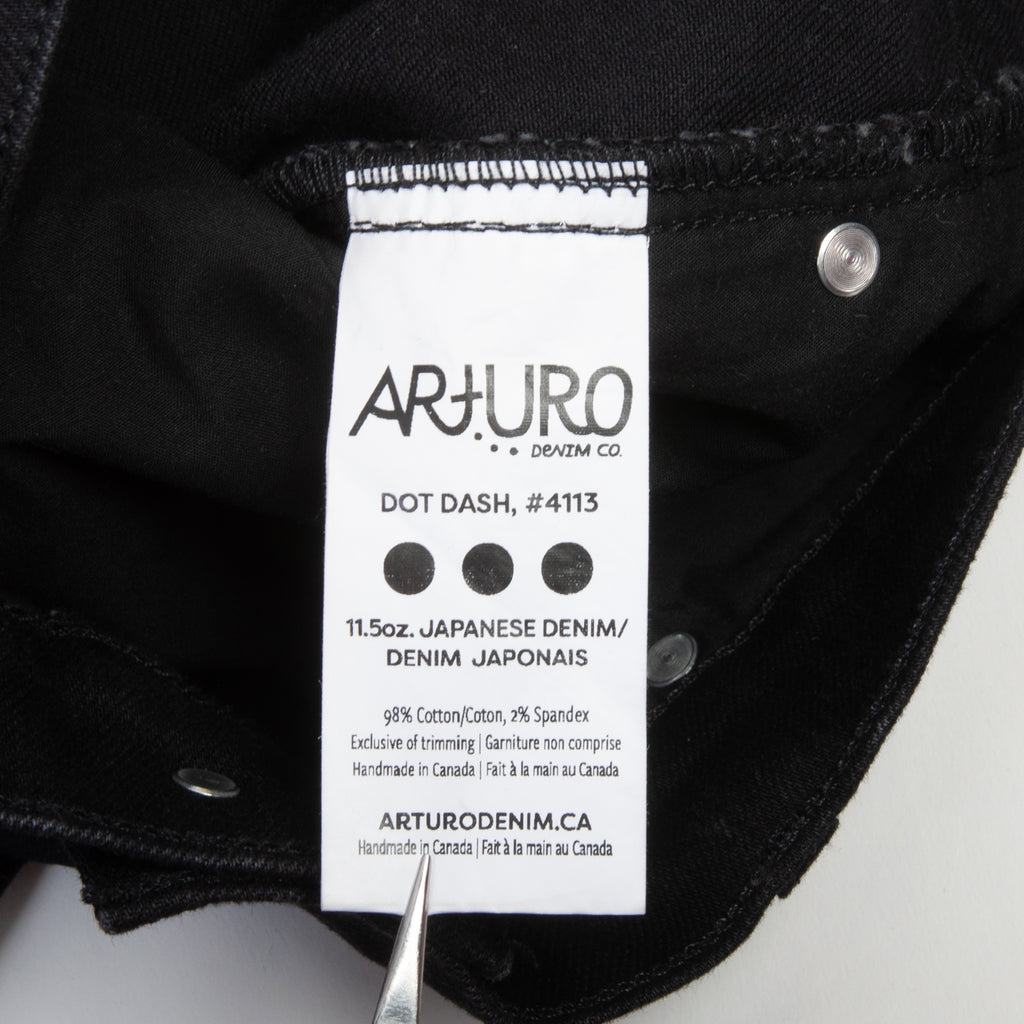 ARTURO
DENIM CO.
DOT DASH, #4113
11.5oz. JAPANESE DENIM/
DENIM JAPONAIS
98% Cotton/Coton, 2% Spandex
Exclusive of trimming | Garniture non comprise
Handmade in Canada | Fait à la main au Canada
ARTURODENIM.CA
Handmade in Canada | Fait à la main au Canada